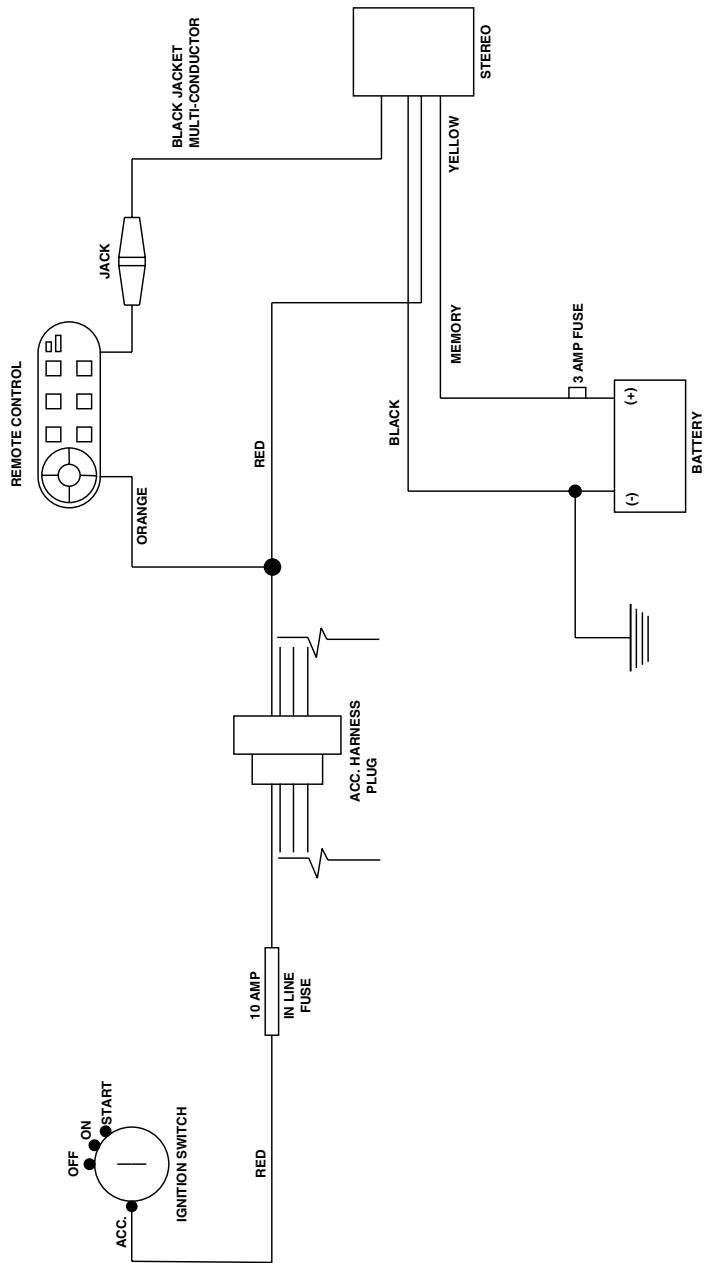 REMOTE CONTROL
JACK
BLACK JACKET
MULTI-CONDUCTOR
STEREO
ORANGE
RED
BLACK
MEMORY
YELLOW
3 AMP FUSE
(+)
(-)
BATTERY
ACC. HARNESS
PLUG
10 AMP
IN LINE
FUSE
OFF
ON
START
ACC.
IGNITION SWITCH
RED